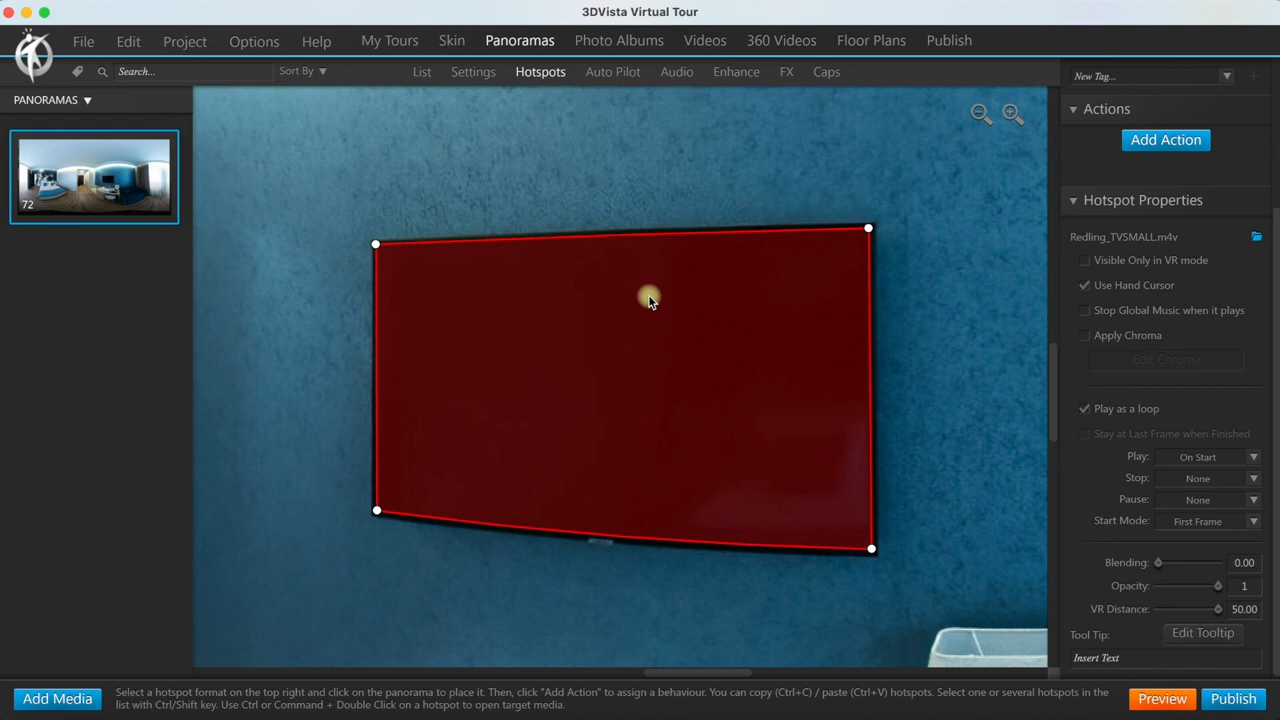 3DVista Virtual Tour
File Edit Project Options Help My Tours Skin Panoramas Photo Albums Videos 360 Videos Floor Plans Publish
Search... Sort By List Settings Hotspots Auto Pilot Audio Enhance FX Caps New Tag...
PANORAMAS
72
Actions
Add Action
Hotspot Properties
Redling_TVSMALL.m4v
Visible Only in VR mode
Use Hand Cursor
Stop Global Music when it plays
Apply Chroma
Edit Chroma
Play as a loop
Stay at Last Frame when Finished
Play: On Start
Stop: None
Pause: None
Start Mode: First Frame
Blending: 0.00
Opacity: 1
VR Distance: 50.00
Tool Tip: Edit Tooltip
Insert Text
Add Media
Select a hotspot format on the top right and click on the panorama to place it. Then, click "Add Action" to assign a behaviour. You can copy (Ctrl+C) / paste (Ctrl+V) hotspots. Select one or several hotspots in the
list with Ctrl/Shift key. Use Ctrl or Command + Double Click on a hotspot to open target media.
Preview Publish